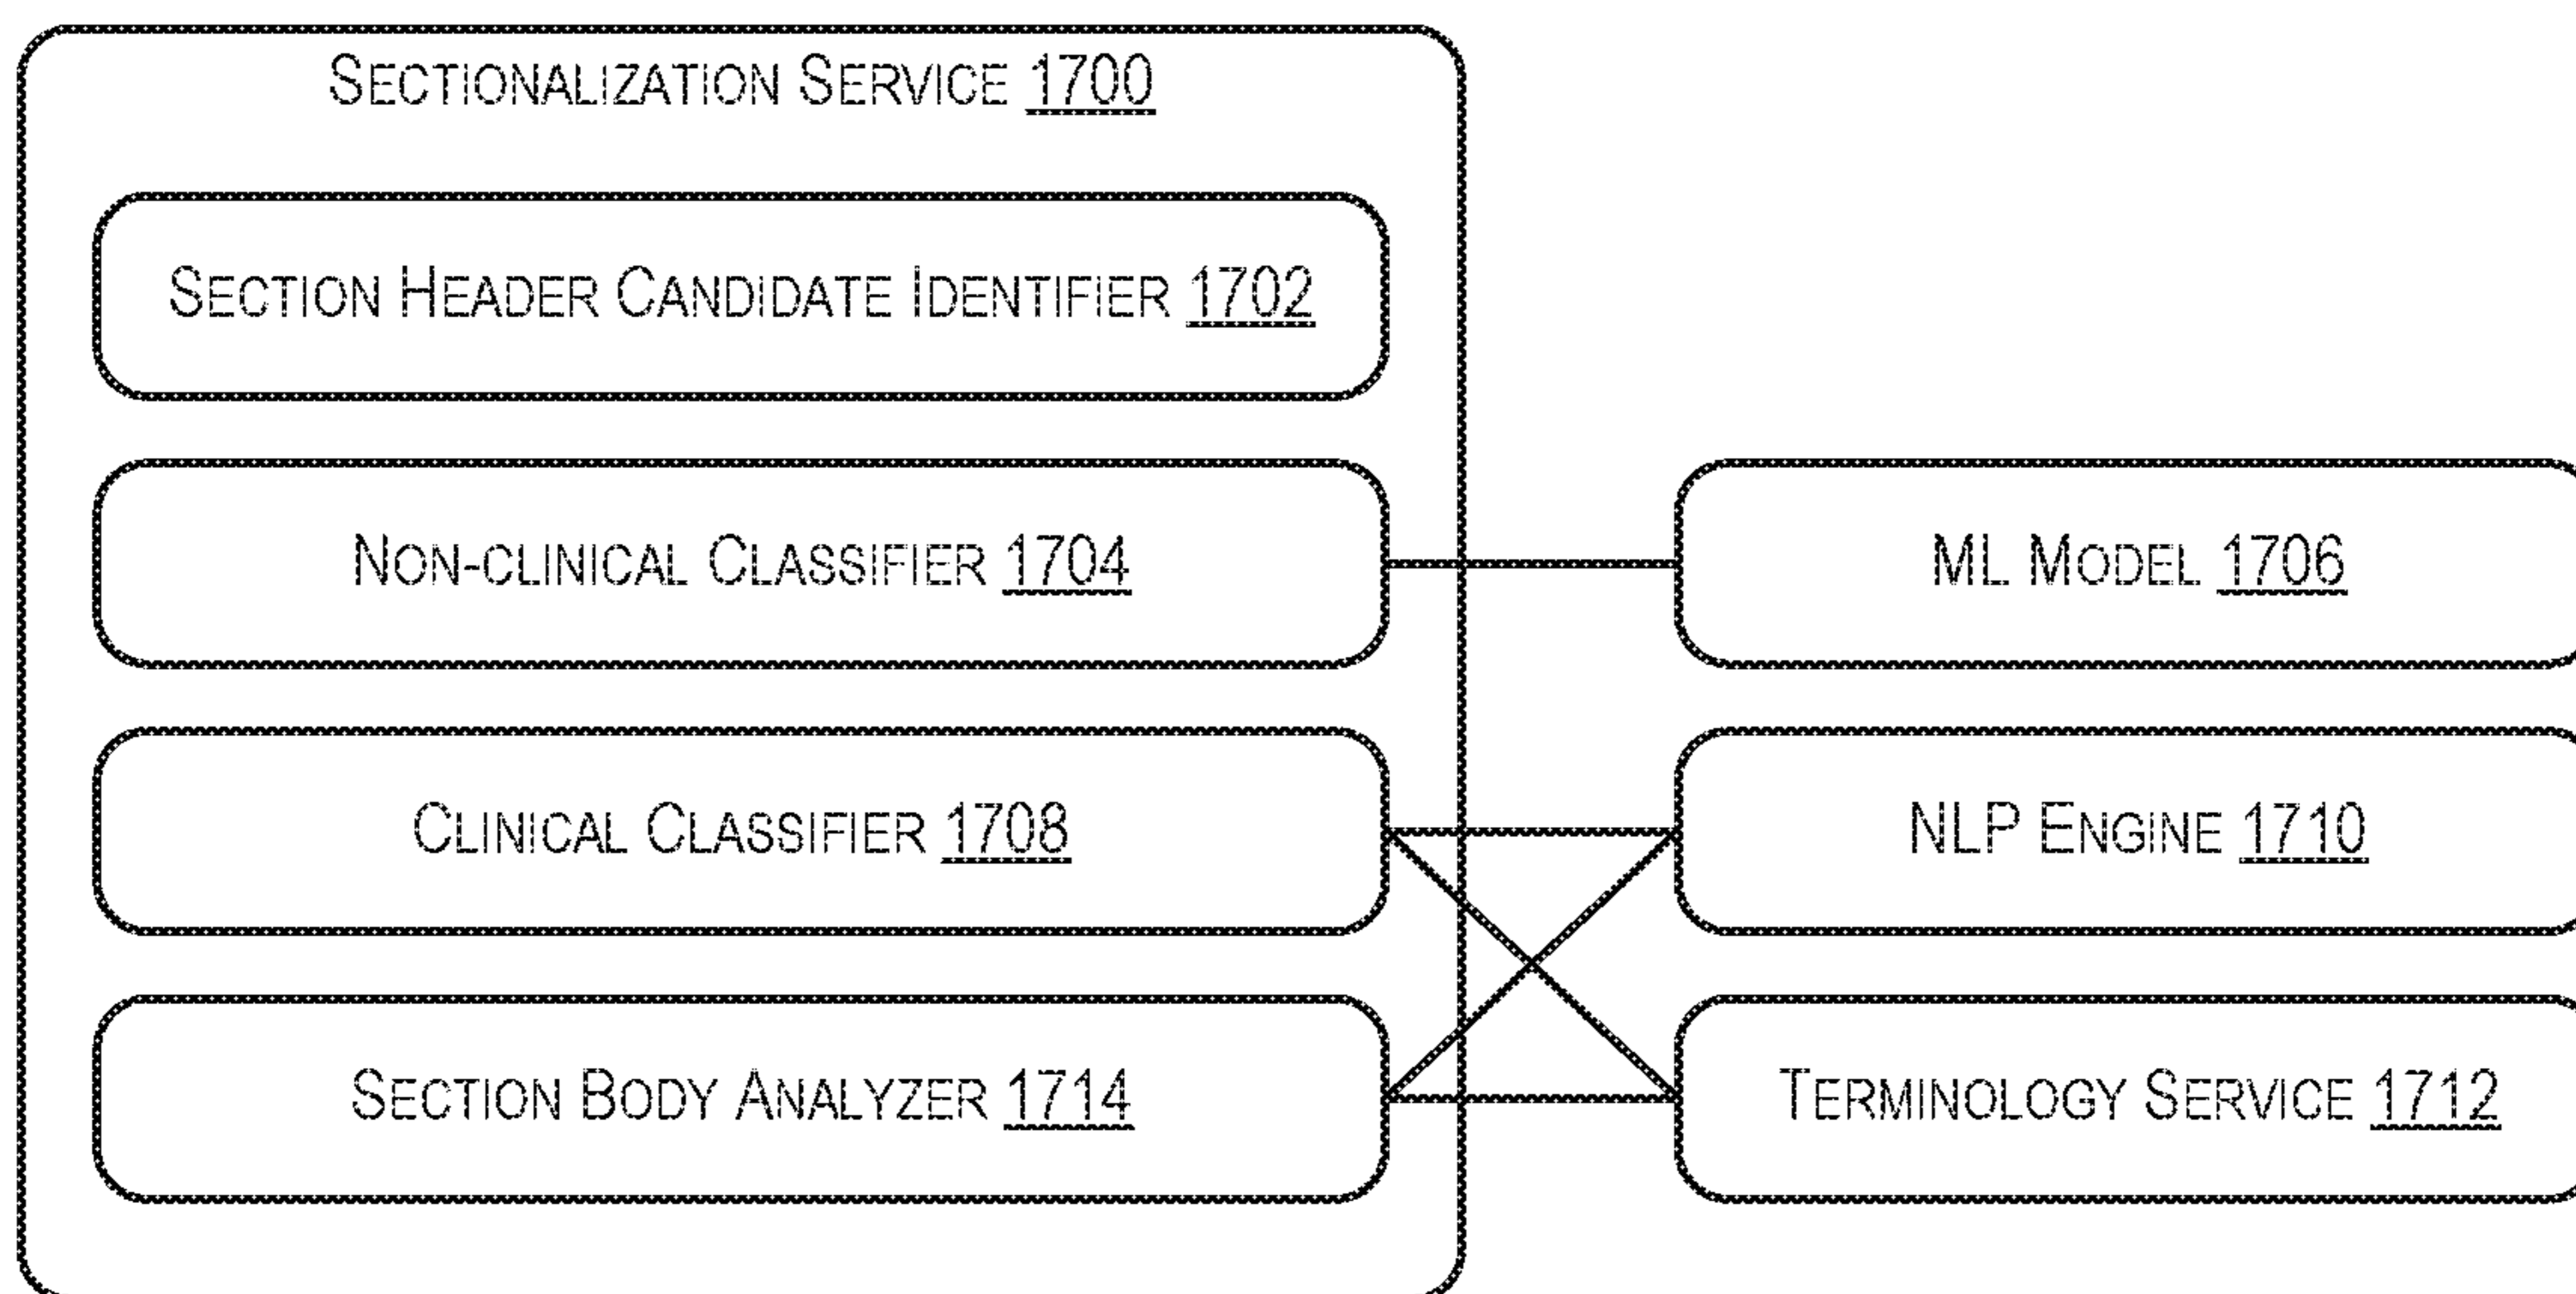 SECTIONALIZATION SERVICE 1700
SECTION HEADER CANDIDATE IDENTIFIER 1702
NON-CLINICAL CLASSIFIER 1704
ML MODEL 1706
CLINICAL CLASSIFIER 1708
NLP ENGINE 1710
SECTION BODY ANALYZER 1714
TERMINOLOGY SERVICE 1712